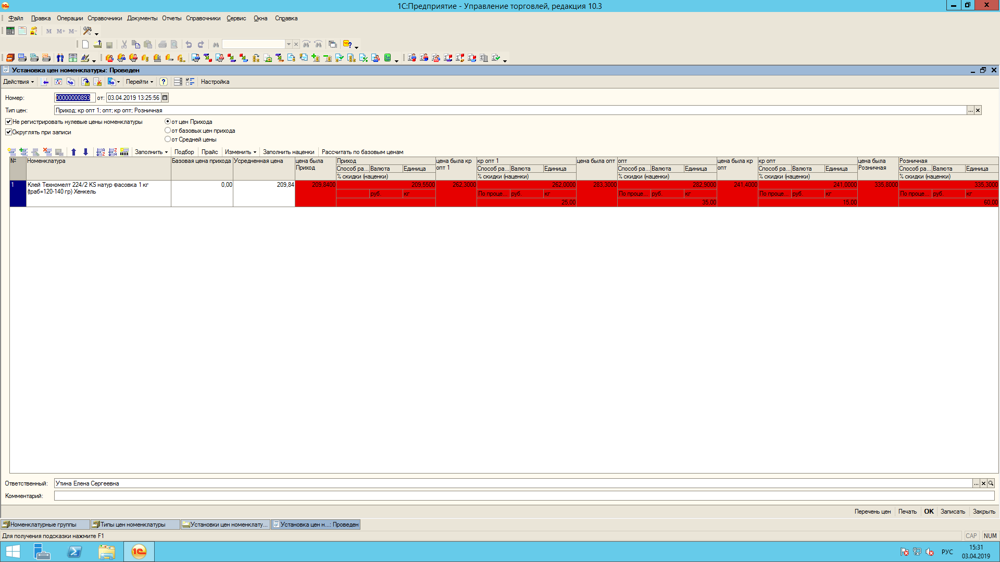 1С:Предприятие - Управление торговлей, редакция 10.3
Файл Правка Операции Справочники Документы Отчеты Справочники Сервис Окна Справка
M M+ M-
Установка цен номенклатуры: Проведен
Действия Перейти Настройка
Номер: 00000000893 от: 03.04.2019 13:25:56
Тип цен: Приход; кр опт 1; опт; кр опт; Розничная
Не регистрировать нулевые цены номенклатуры от цен Прихода
от базовых цен прихода
Округлять при записи
от Средней цены
Заполнить Подбор Прайс Изменить Заполнить наценки Рассчитать по базовым ценам
№ Номенклатура Базовая цена прихода Усредненная цена цена была Приход Приход цена была кр опт 1 кр опт 1 цена была опт опт цена была кр опт кр опт цена была Розничная Розничная
Способ ра... Валюта Единица Способ ра... Валюта Единица Способ ра... Валюта Единица Способ ра... Валюта Единица Способ ра... Валюта Единица
% скидки (наценки) % скидки (наценки) % скидки (наценки) % скидки (наценки) % скидки (наценки)
1 Клей Техномелт 224/2 KS натур фасовка 1 кг 0,00 209,84 209,8400 209,5500 262,3000 262,0000 283,3000 282,9000 241,4000 241,0000 335,8000 335,3000
(tраб=120-140 гр) Хенкель руб. кг По проце... руб. кг По проце... руб. кг По проце... руб. кг По проце... руб. кг
25,00 35,00 15,00 60,00
Ответственный: Утина Елена Сергеевна
Комментарий:
Перечень цен Печать OK Записать Закрыть
Номенклатурные группы Типы цен номенклатуры Установки цен номенклату... Установка цен н...: Проведен
Для получения подсказки нажмите F1 CAP NUM
РУС 15:31
03.04.2019